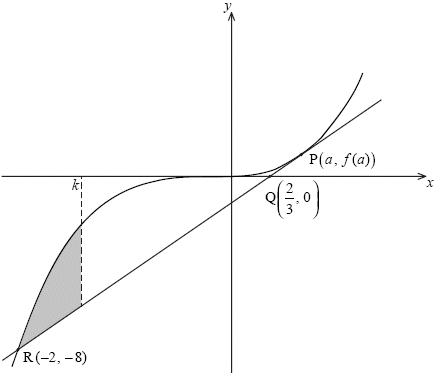 y
P(a, f(a))
k
x
Q(2/3, 0)
R(–2, –8)